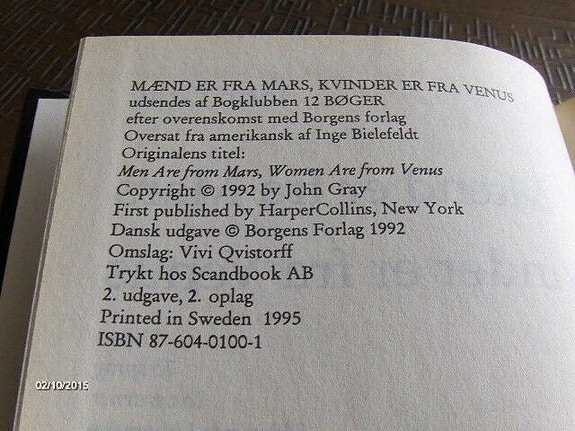 MÆND ER FRA MARS, KVINDER ER FRA VENUS
udsendes af Bogklubben 12 BØGER
efter overenskomst med Borgens forlag
Oversat fra amerikansk af Inge Bielefeldt
Originalens titel:
Men Are from Mars, Women Are from Venus
Copyright © 1992 by John Gray
First published by HarperCollins, New York
Dansk udgave © Borgens Forlag 1992
Omslag: Vivi Qvistorff
Trykt hos Scandbook AB
2. udgave, 2. oplag
Printed in Sweden 1995
ISBN 87-604-0100-1
02/10/2015